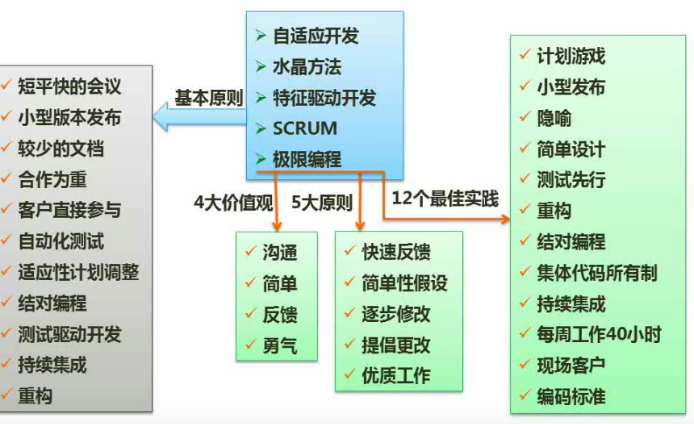 自适应开发
水晶方法
特征驱动开发
SCRUM
极限编程
基本原则
短平快的会议
小型版本发布
较少的文档
合作为重
客户直接参与
自动化测试
适应性计划调整
结对编程
测试驱动开发
持续集成
重构
4大价值观
沟通
简单
反馈
勇气
5大原则
快速反馈
简单性假设
逐步修改
提倡更改
优质工作
12个最佳实践
计划游戏
小型发布
隐喻
简单设计
测试先行
重构
结对编程
集体代码所有制
持续集成
每周工作40小时
现场客户
编码标准